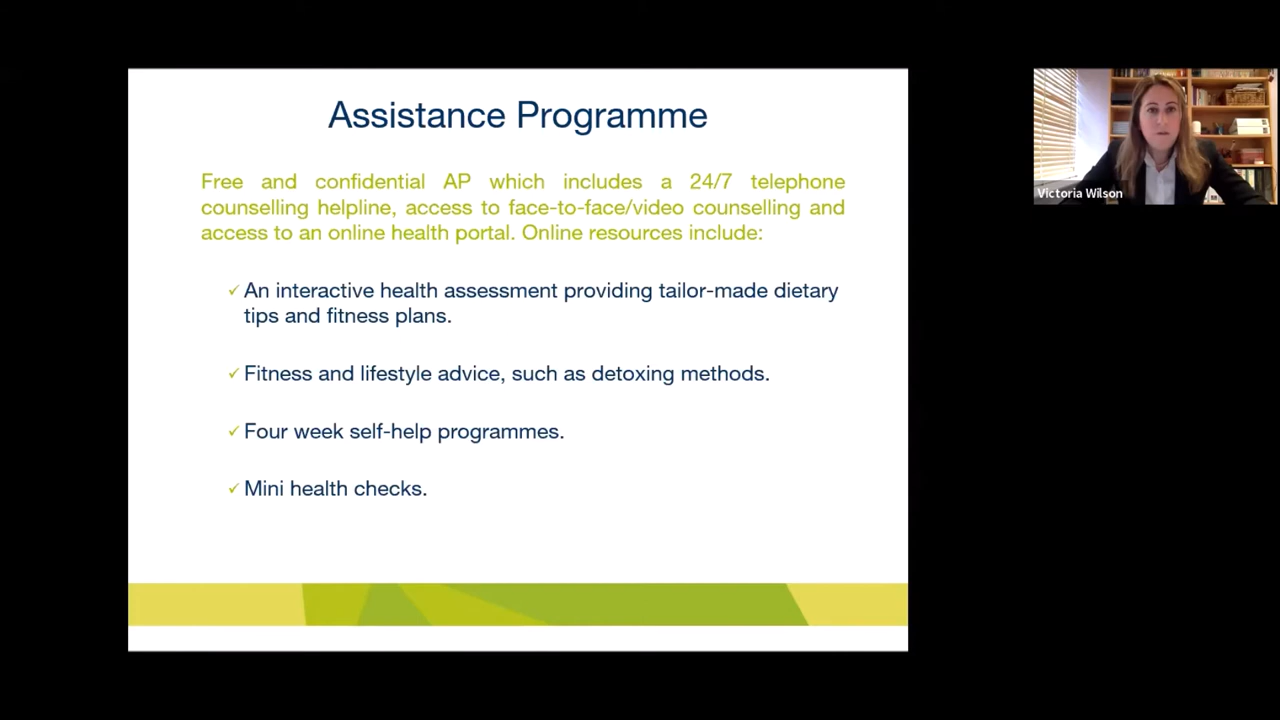 Assistance Programme
Free and confidential AP which includes a 24/7 telephone
counselling helpline, access to face-to-face/video counselling and
access to an online health portal. Online resources include:
✓ An interactive health assessment providing tailor-made dietary
tips and fitness plans.
✓ Fitness and lifestyle advice, such as detoxing methods.
✓ Four week self-help programmes.
✓ Mini health checks.
Victoria Wilson